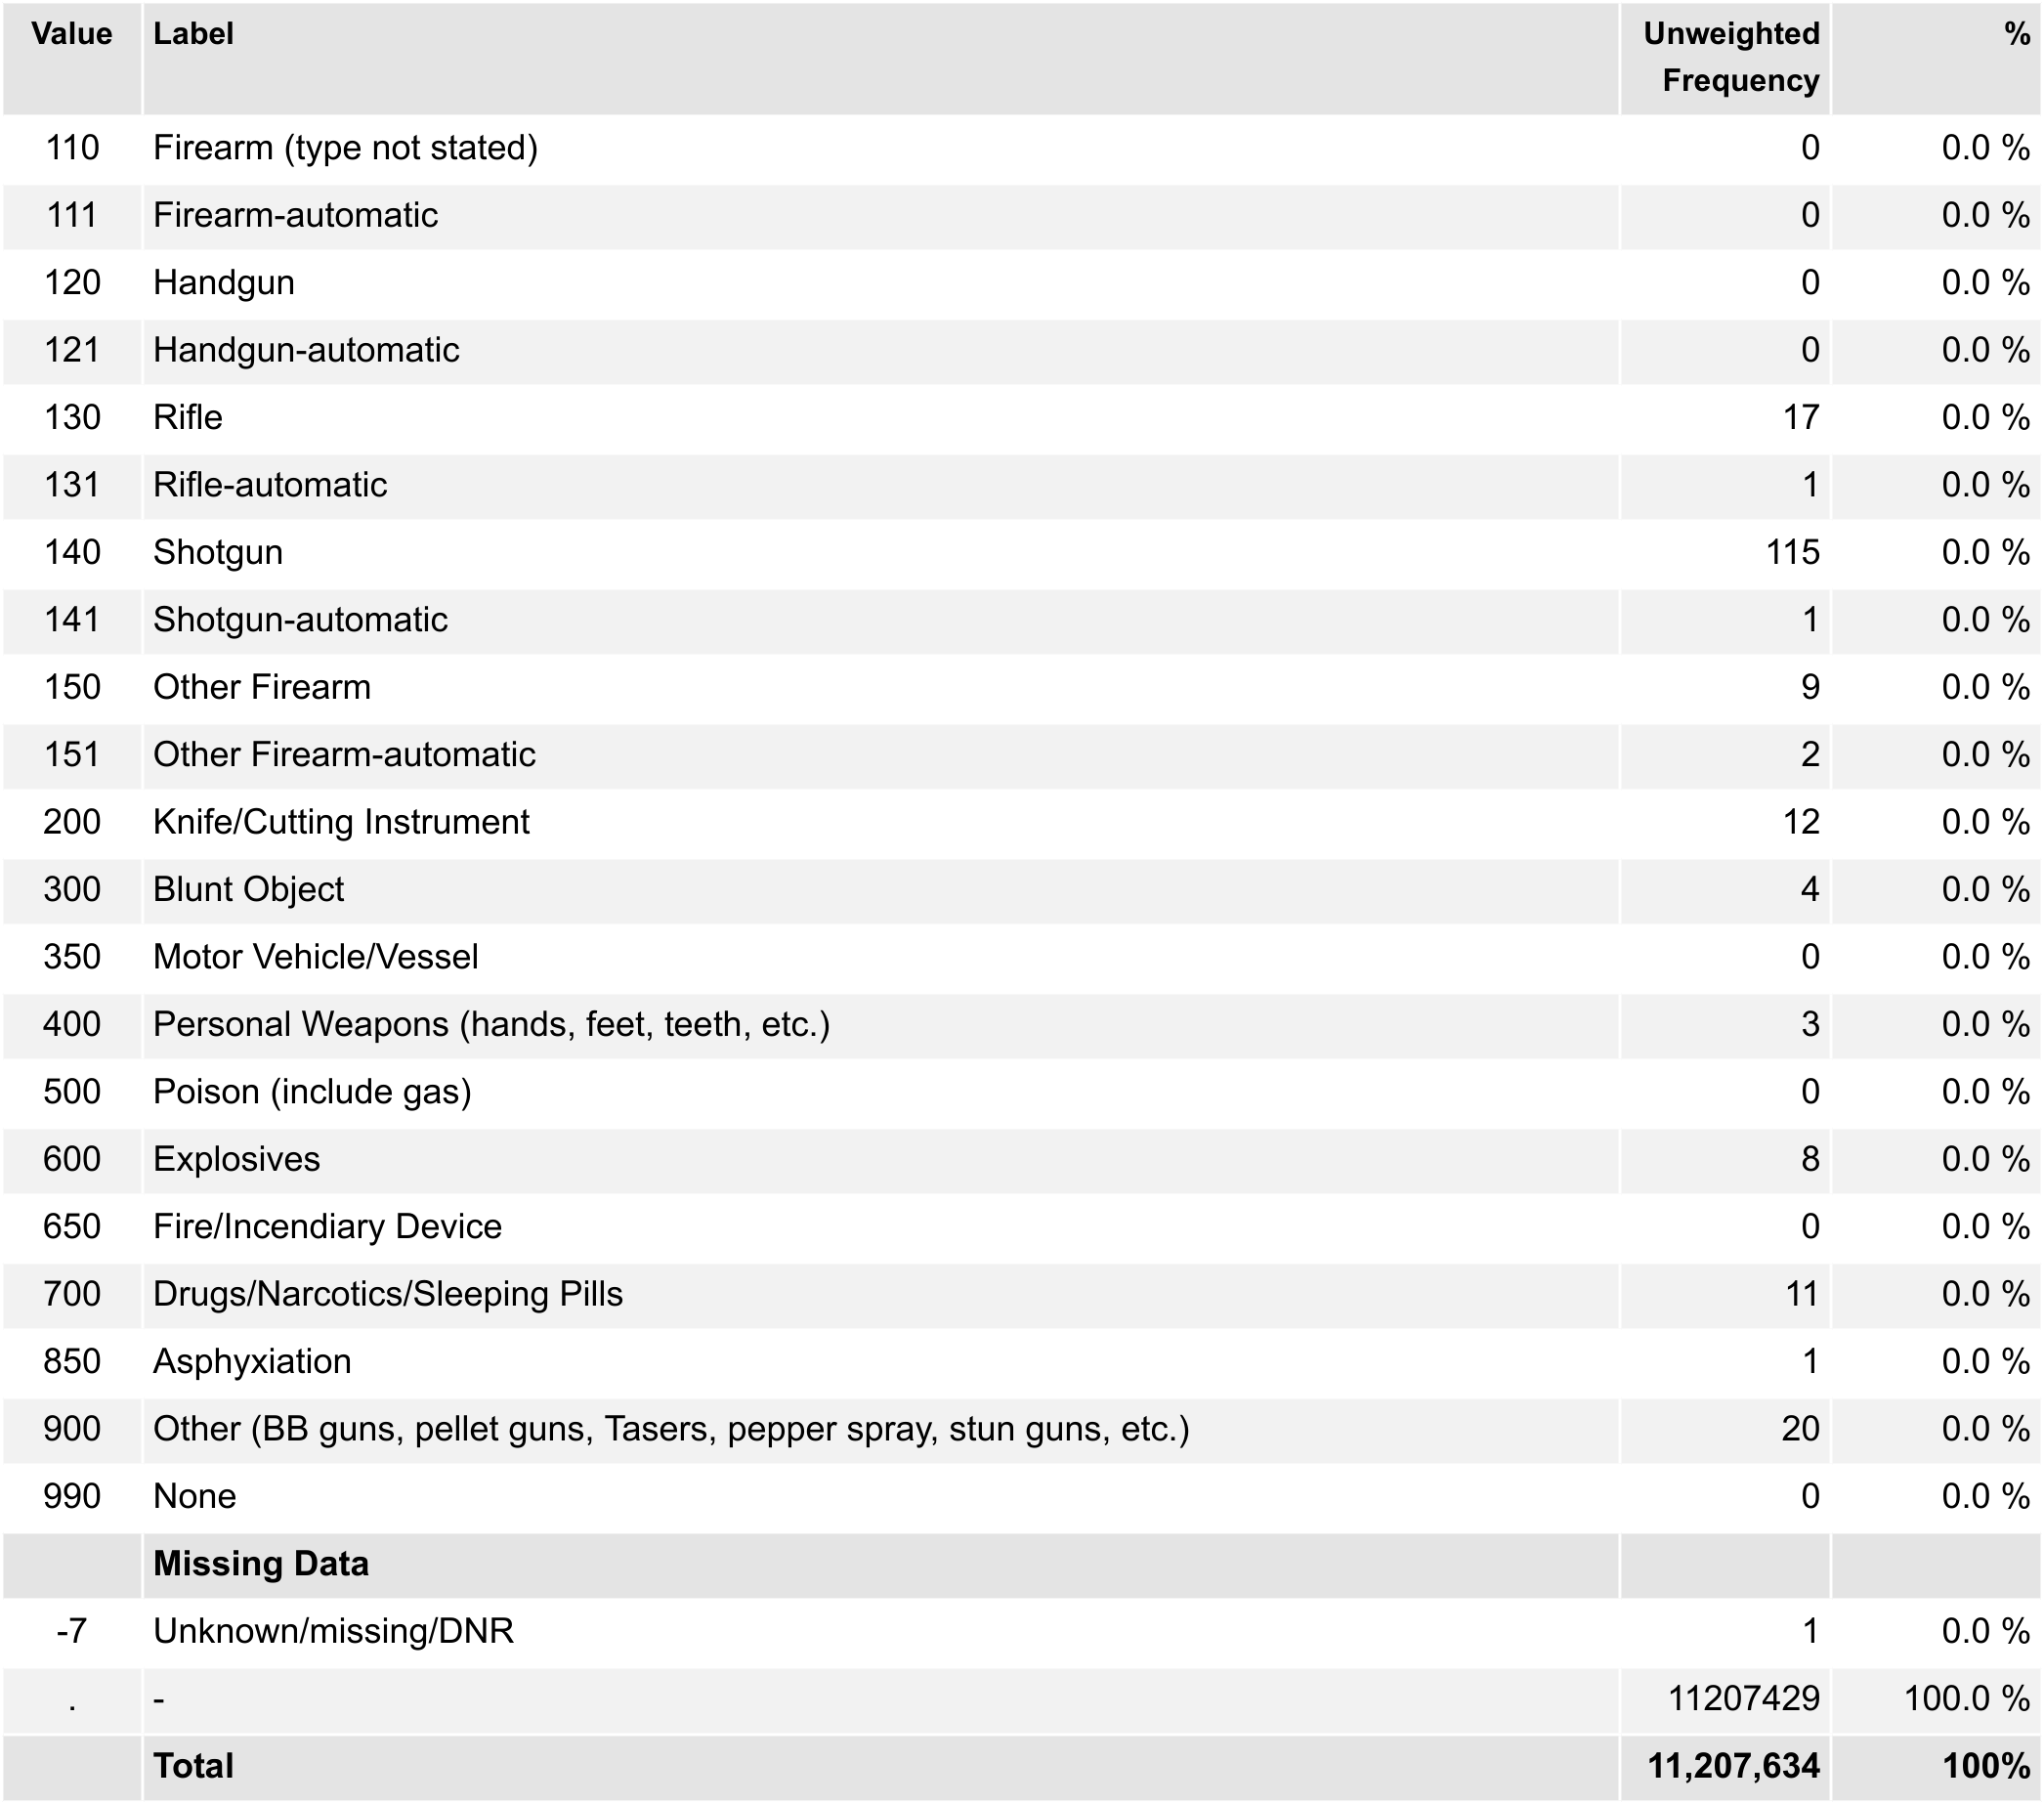 Value Label Unweighted Frequency %
110 Firearm (type not stated) 0 0.0 %
111 Firearm-automatic 0 0.0 %
120 Handgun 0 0.0 %
121 Handgun-automatic 0 0.0 %
130 Rifle 17 0.0 %
131 Rifle-automatic 1 0.0 %
140 Shotgun 115 0.0 %
141 Shotgun-automatic 1 0.0 %
150 Other Firearm 9 0.0 %
151 Other Firearm-automatic 2 0.0 %
200 Knife/Cutting Instrument 12 0.0 %
300 Blunt Object 4 0.0 %
350 Motor Vehicle/Vessel 0 0.0 %
400 Personal Weapons (hands, feet, teeth, etc.) 3 0.0 %
500 Poison (include gas) 0 0.0 %
600 Explosives 8 0.0 %
650 Fire/Incendiary Device 0 0.0 %
700 Drugs/Narcotics/Sleeping Pills 11 0.0 %
850 Asphyxiation 1 0.0 %
900 Other (BB guns, pellet guns, Tasers, pepper spray, stun guns, etc.) 20 0.0 %
990 None 0 0.0 %
Missing Data
-7 Unknown/missing/DNR 1 0.0 %
. - 11207429 100.0 %
Total 11,207,634 100%